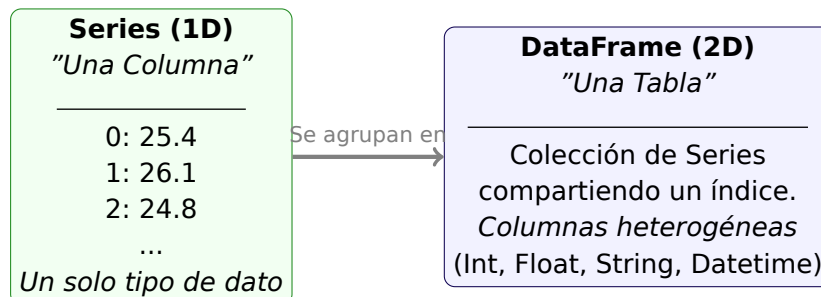 Series (1D)
”Una Columna”
0: 25.4
1: 26.1
2: 24.8
...
Un solo tipo de dato
Se agrupan en
DataFrame (2D)
”Una Tabla”
Colección de Series
compartiendo un índice.
Columnas heterogéneas
(Int, Float, String, Datetime)